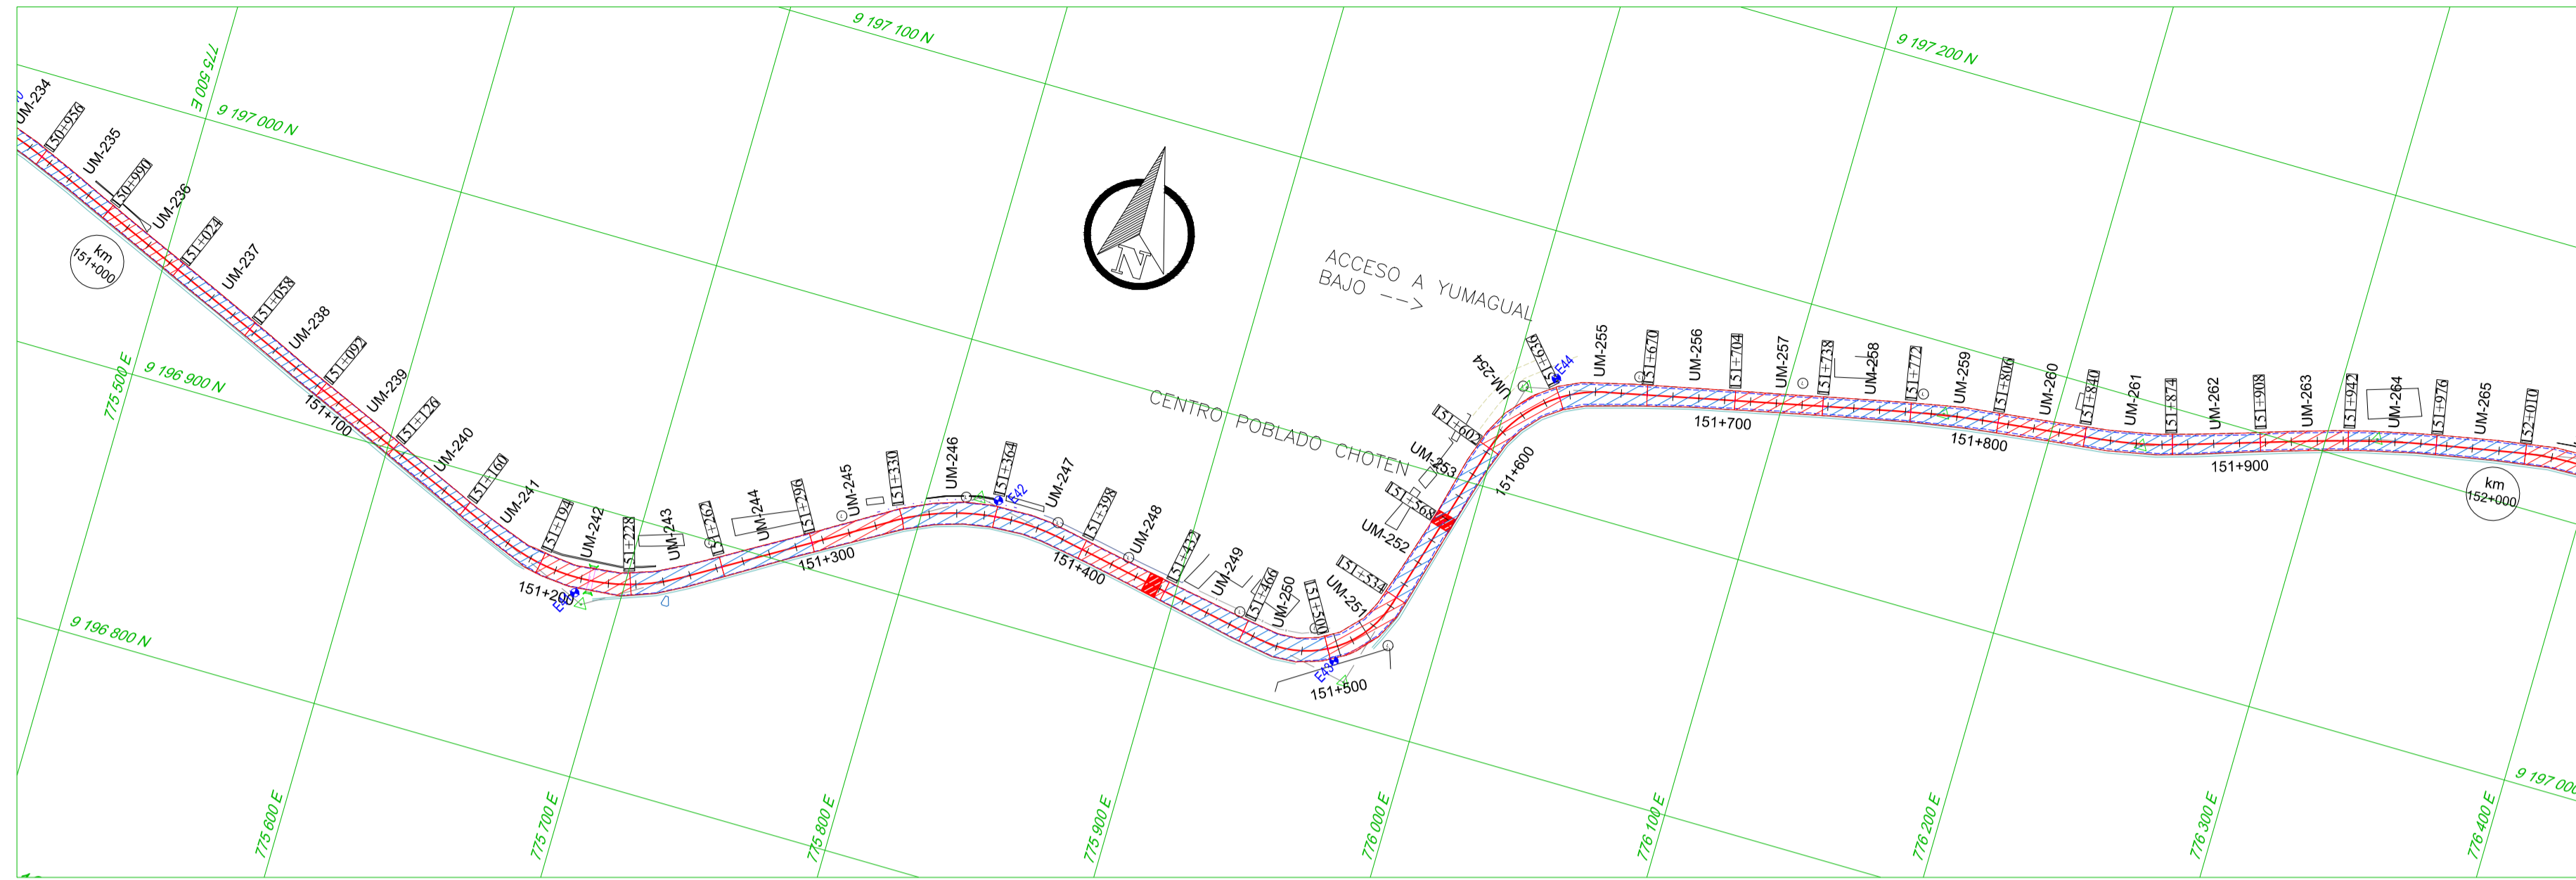 9 197 100 N
9 197 200 N
775 500 E
9 197 000 N
UM-234
150+956
UM-235
150+990
UM-236
151+024
UM-237
151+058
UM-238
151+092
UM-239
151+126
UM-240
151+160
UM-241
151+194
UM-242
151+228
UM-243
151+262
UM-244
151+296
UM-245
151+330
UM-246
151+364
E42
UM-247
151+398
UM-248
151+432
UM-249
151+466
UM-250
151+500
UM-251
151+534
UM-252
151+568
UM-253
151+602
UM-254
151+636
E44
UM-255
151+670
UM-256
151+704
UM-257
151+738
UM-258
151+772
UM-259
151+806
UM-260
151+840
UM-261
151+874
UM-262
151+908
UM-263
151+942
UM-264
151+976
UM-265
152+010
km
151+000
N
ACCESO A YUMAGUAL
BAJO -->
CENTRO POBLADO CHOTEN
775 500 E
9 196 900 N
151+100
151+200
151+300
151+400
E43
151+500
151+600
151+700
151+800
151+900
km
152+000
9 196 800 N
775 600 E
775 700 E
775 800 E
775 900 E
776 000 E
776 100 E
776 200 E
776 300 E
776 400 E